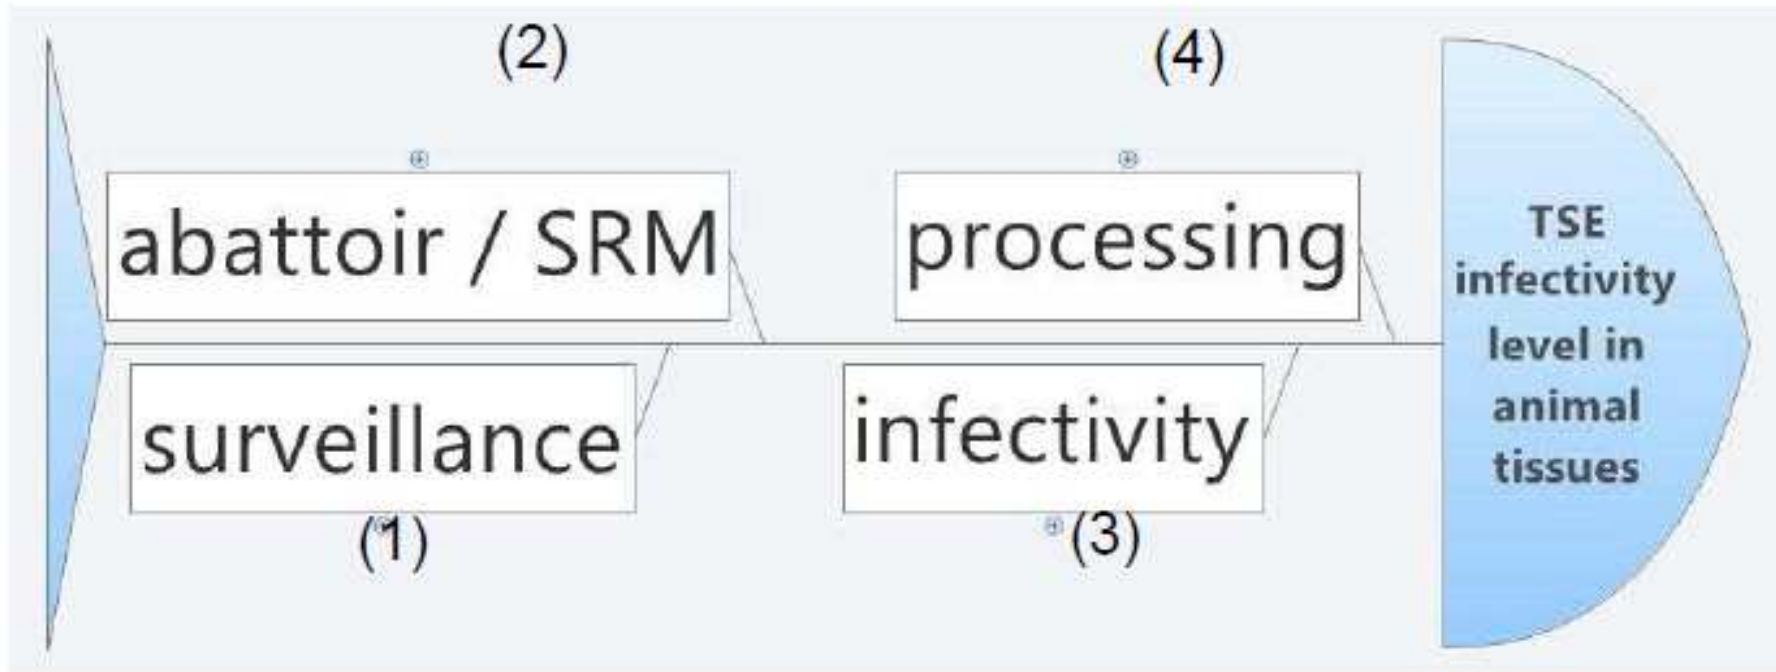 (2)
(4)
abattoir / SRM
processing
TSE
infectivity
level in
animal
tissues
surveillance
infectivity
(1)
(3)